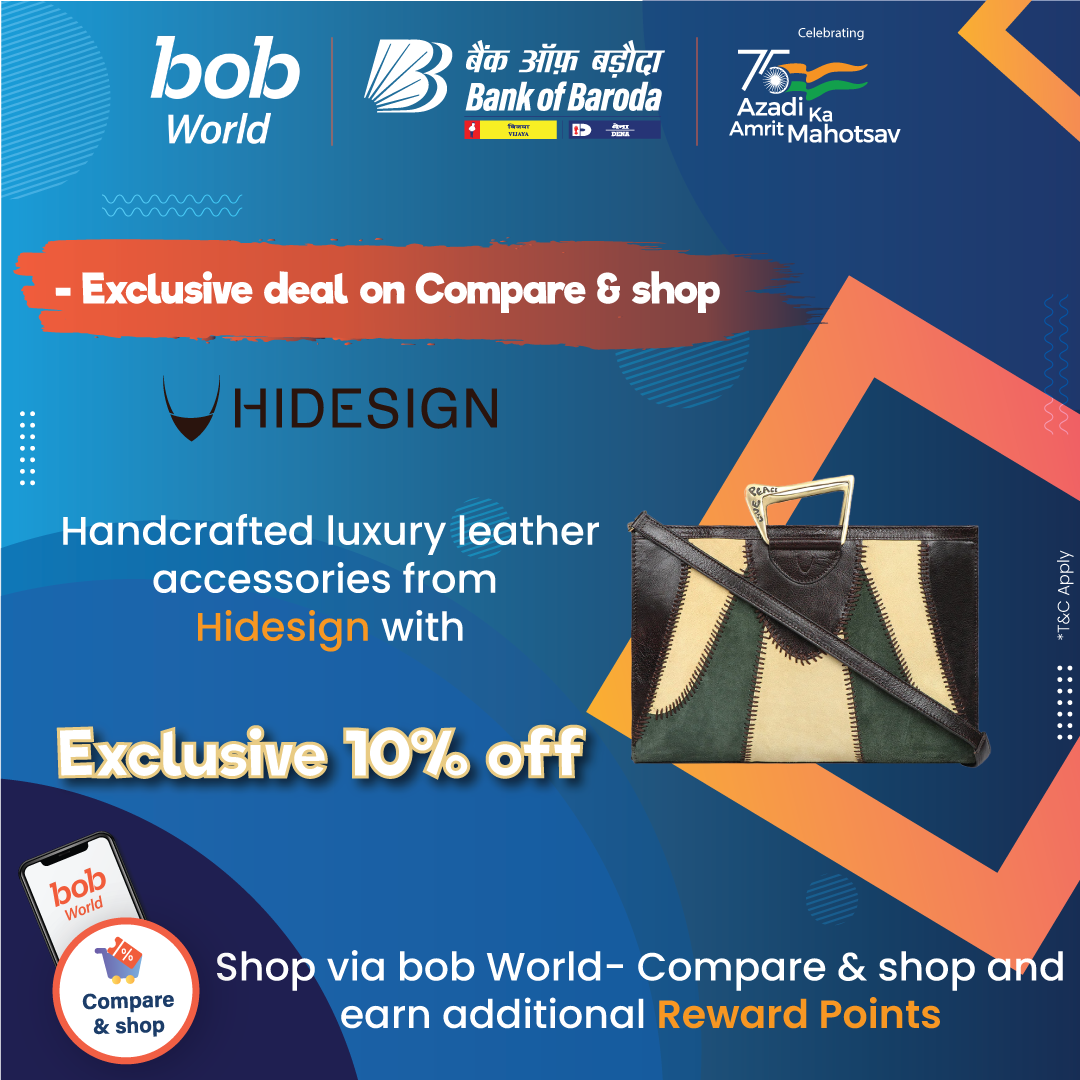 bob
World
बैंक ऑफ़ बड़ौदा
Bank of Baroda
विजया
VIJAYA
देना
DENA
Celebrating
75
Azadi Ka
Amrit Mahotsav
- Exclusive deal on Compare & shop
HIDESIGN
Handcrafted luxury leather
accessories from
Hidesign with
Exclusive 10% off
*T&C Apply
bob
World
%
Compare
& shop
Shop via bob World- Compare & shop and
earn additional Reward Points